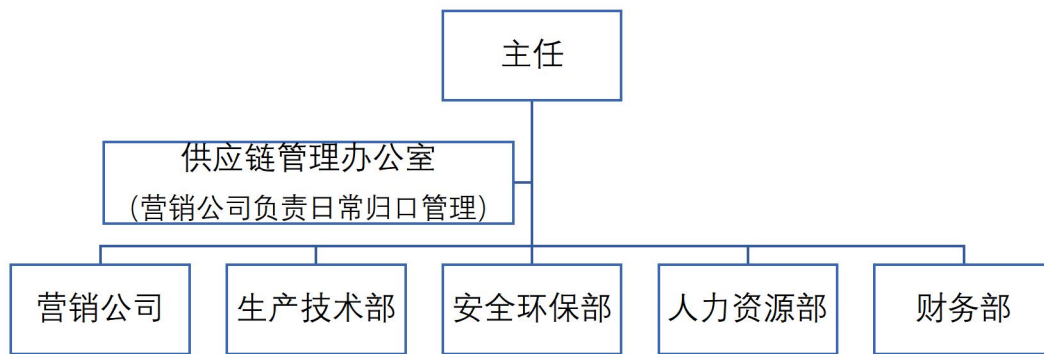 主任
供应链管理办公室
（营销公司负责日常归口管理）
营销公司
生产技术部
安全环保部
人力资源部
财务部